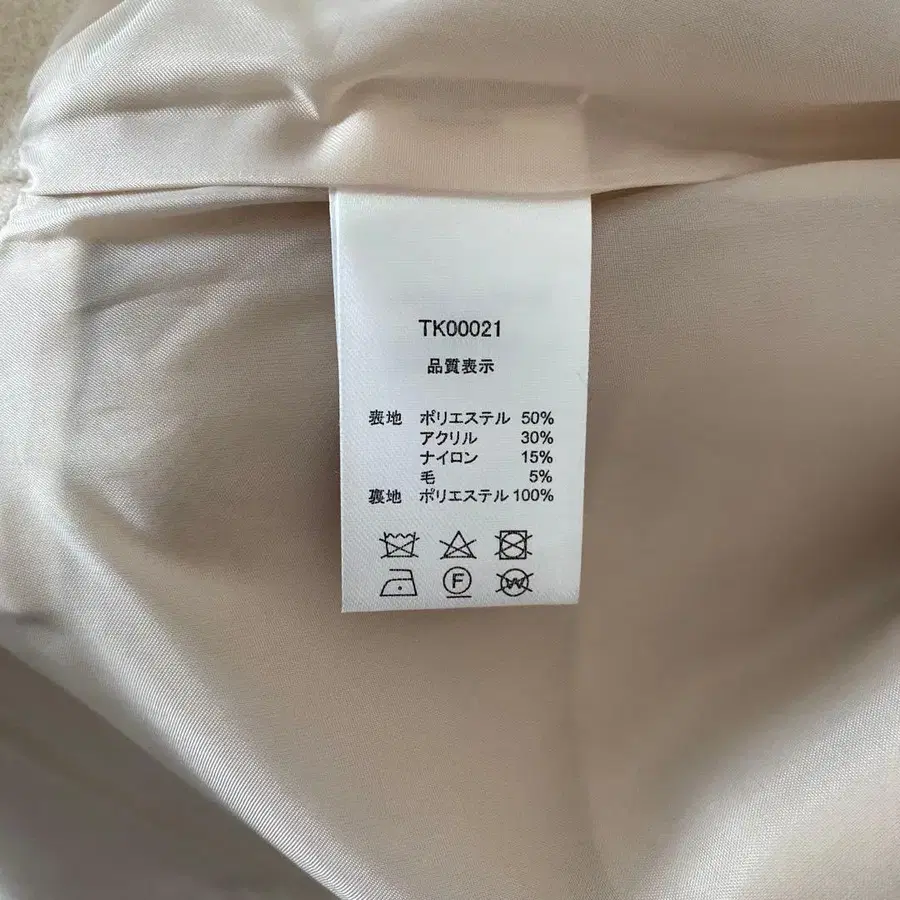 TK00021
品質表示
表地 ポリエステル 50%
アクリル 30%
ナイロン 15%
毛 5%
裏地 ポリエステル 100%
F
W